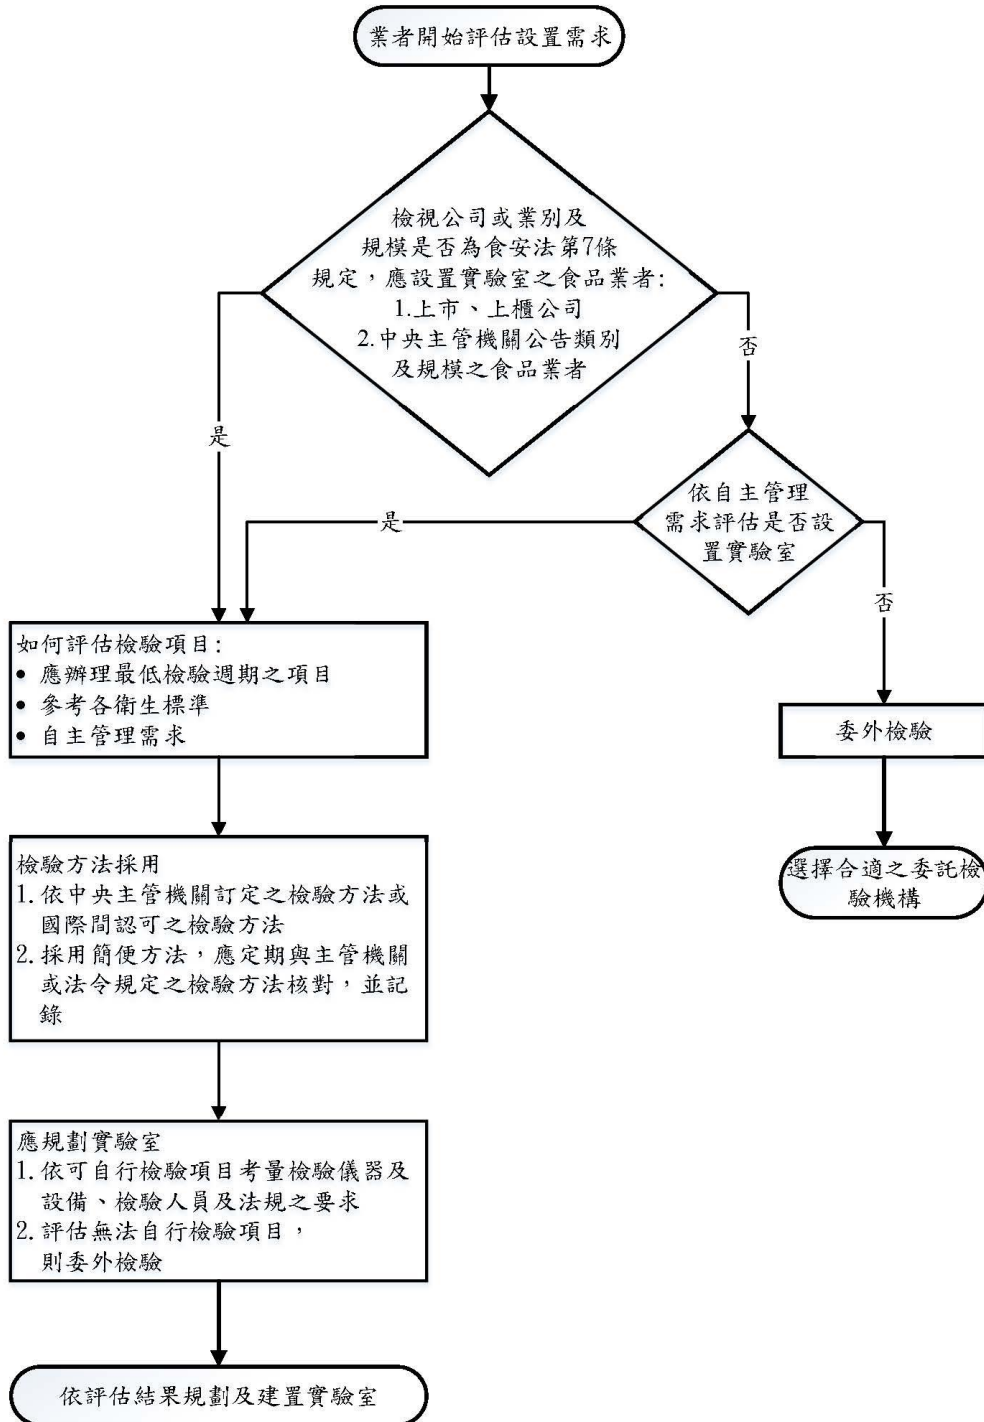 業者開始評估設置需求
檢視公司或業別及
規模是否為食安法第7條
規定，應設置實驗室之食品業者:
1.上市、上櫃公司
2.中央主管機關公告類別
及規模之食品業者
否
是
依自主管理
需求評估是否設
置實驗室
是
否
如何評估檢驗項目:
• 應辦理最低檢驗週期之項目
• 參考各衛生標準
• 自主管理需求
委外檢驗
檢驗方法採用
1. 依中央主管機關訂定之檢驗方法或
國際間認可之檢驗方法
2. 採用簡便方法，應定期與主管機關
或法令規定之檢驗方法核對，並記
錄
選擇合適之委託檢
驗機構
應規劃實驗室
1. 依可自行檢驗項目考量檢驗儀器及
設備、檢驗人員及法規之要求
2. 評估無法自行檢驗項目，
則委外檢驗
依評估結果規劃及建置實驗室